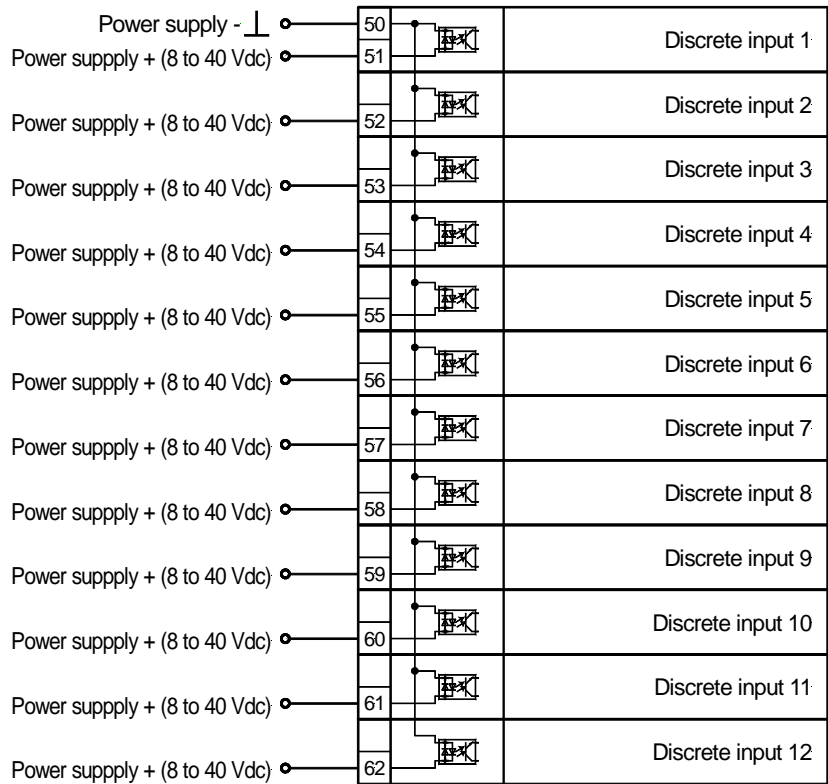 Power supply - ⊥ 50
Discrete input 1
Power suppply + (8 to 40 Vdc) 51
Discrete input 2
Power suppply + (8 to 40 Vdc) 52
Discrete input 3
Power suppply + (8 to 40 Vdc) 53
Discrete input 4
Power suppply + (8 to 40 Vdc) 54
Discrete input 5
Power suppply + (8 to 40 Vdc) 55
Discrete input 6
Power suppply + (8 to 40 Vdc) 56
Discrete input 7
Power suppply + (8 to 40 Vdc) 57
Discrete input 8
Power suppply + (8 to 40 Vdc) 58
Discrete input 9
Power suppply + (8 to 40 Vdc) 59
Discrete input 10
Power suppply + (8 to 40 Vdc) 60
Discrete input 11
Power suppply + (8 to 40 Vdc) 61
Discrete input 12
Power suppply + (8 to 40 Vdc) 62